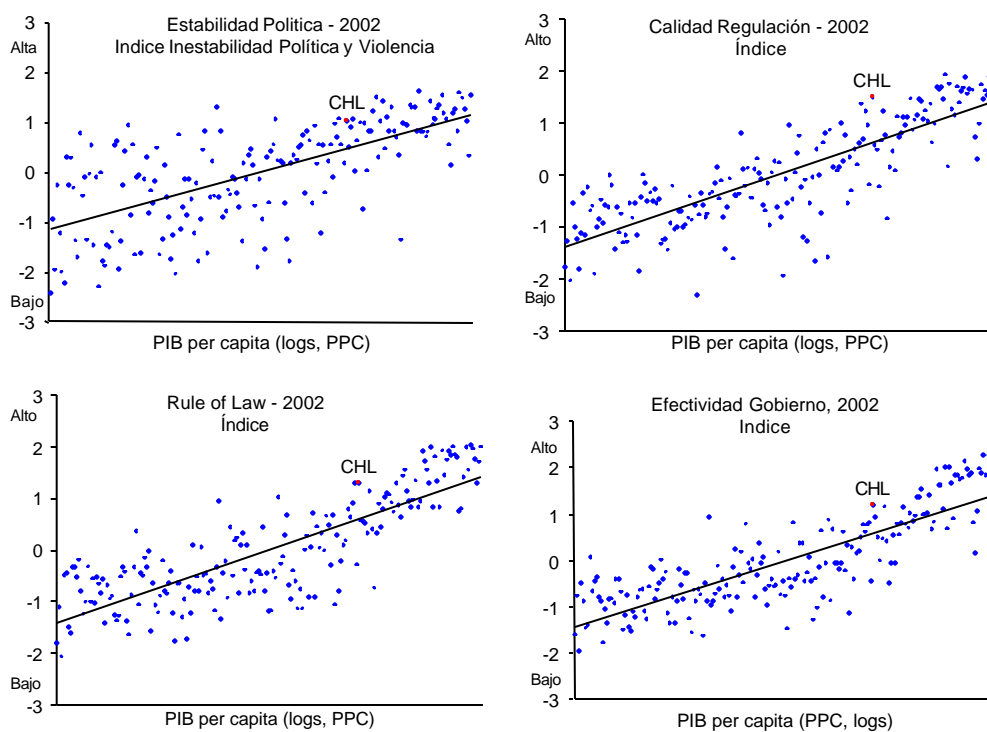 Estabilidad Politica - 2002
Indice Inestabilidad Política y Violencia
3
Alta
2
1
0
-1
-2
Bajo
-3
CHL
PIB per capita (logs, PPC)
Calidad Regulación - 2002
Índice
3
Alto
2
1
0
-1
-2
Bajo
-3
CHL
PIB per capita (logs, PPC)
Rule of Law - 2002
Índice
3
Alto
2
1
0
-1
-2
Bajo
-3
CHL
PIB per capita (logs, PPC)
Efectividad Gobierno, 2002
Indice
3
Alto
2
1
0
-1
-2
Bajo
-3
CHL
PIB per capita (PPC, logs)